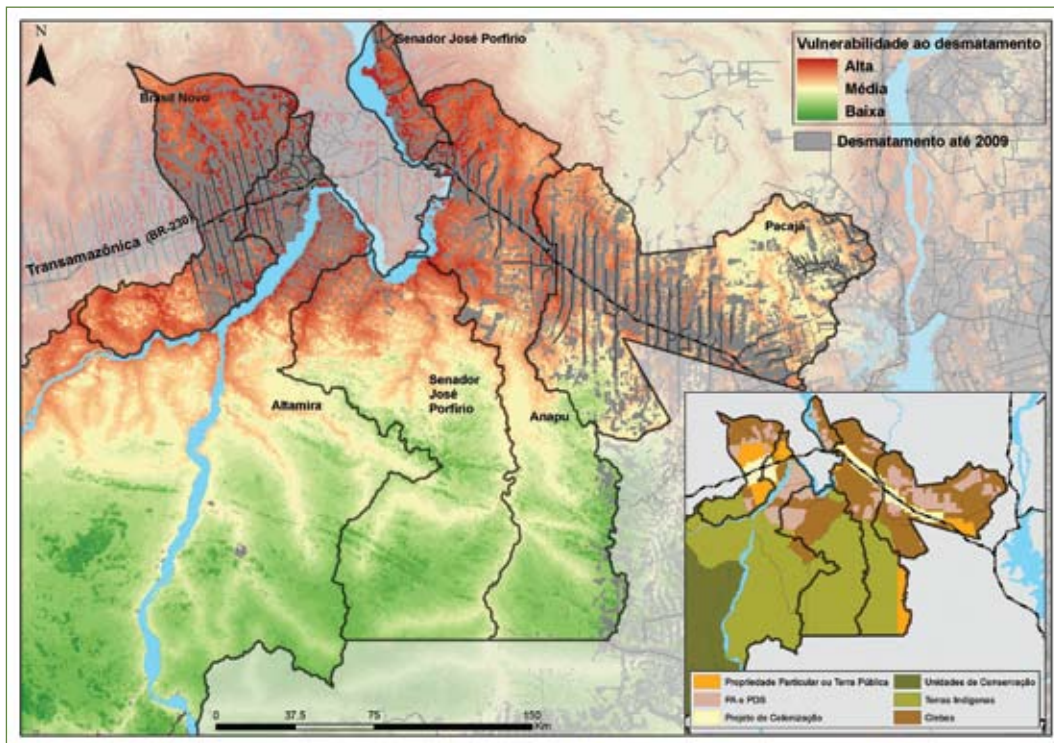 N
Senador José Porfírio
Brasil Novo
Transamazônica (BR-230)
Pacajá
Altamira
Senador
José
Porfírio
Anapu
Vulnerabilidade ao desmatamento
Alta
Média
Baixa
Desmatamento até 2009
0 37.5 75 150
Km
Propriedade Particular ou Terra Pública
PA e PDS
Projeto de Colonização
Unidades de Conservação
Terras Indígenas
Glebas